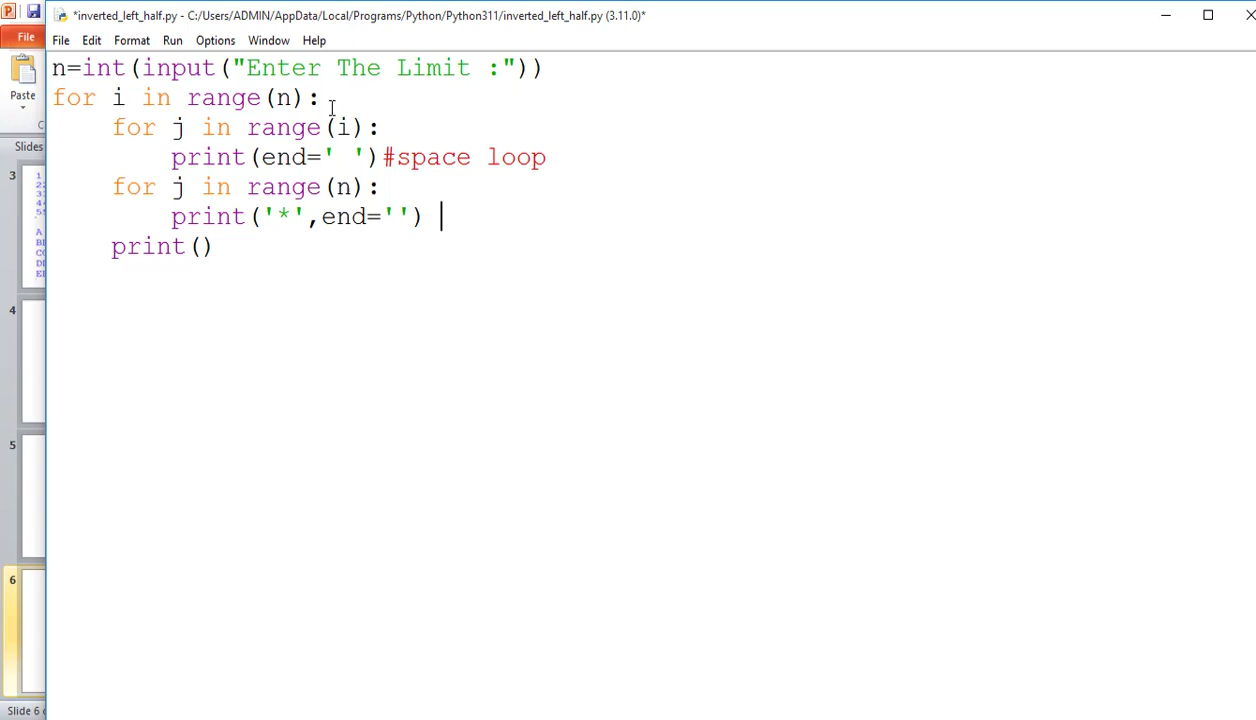 *inverted_left_half.py - C:/Users/ADMIN/AppData/Local/Programs/Python/Python311/inverted_left_half.py (3.11.0)*
File
File Edit Format Run Options Window Help
Paste
Slides
n=int(input("Enter The Limit :"))
for i in range(n):
    for j in range(i):
        print(end=' ')#space loop
    for j in range(n):
        print('*',end='')
    print()
3
1
22
A
4
5
6
Slide 6